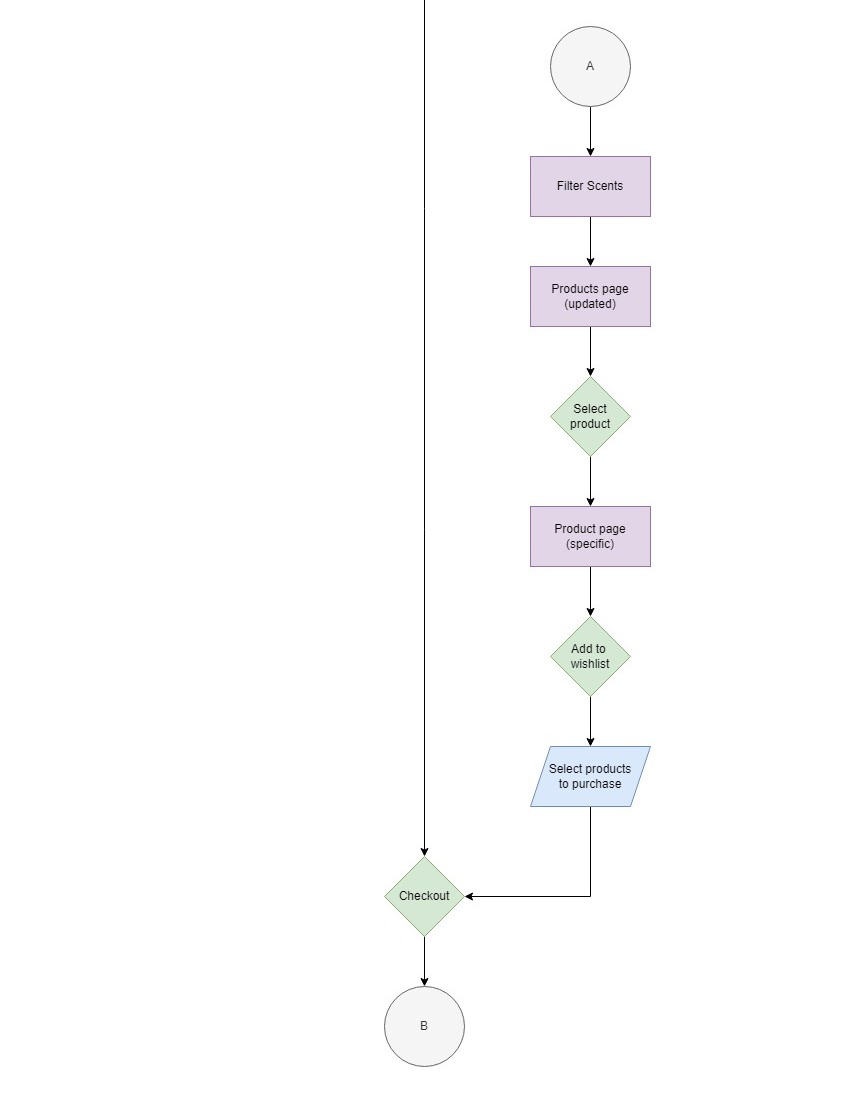 A
Filter Scents
Products page
(updated)
Select
product
Product page
(specific)
Add to
wishlist
Select products
to purchase
Checkout
B